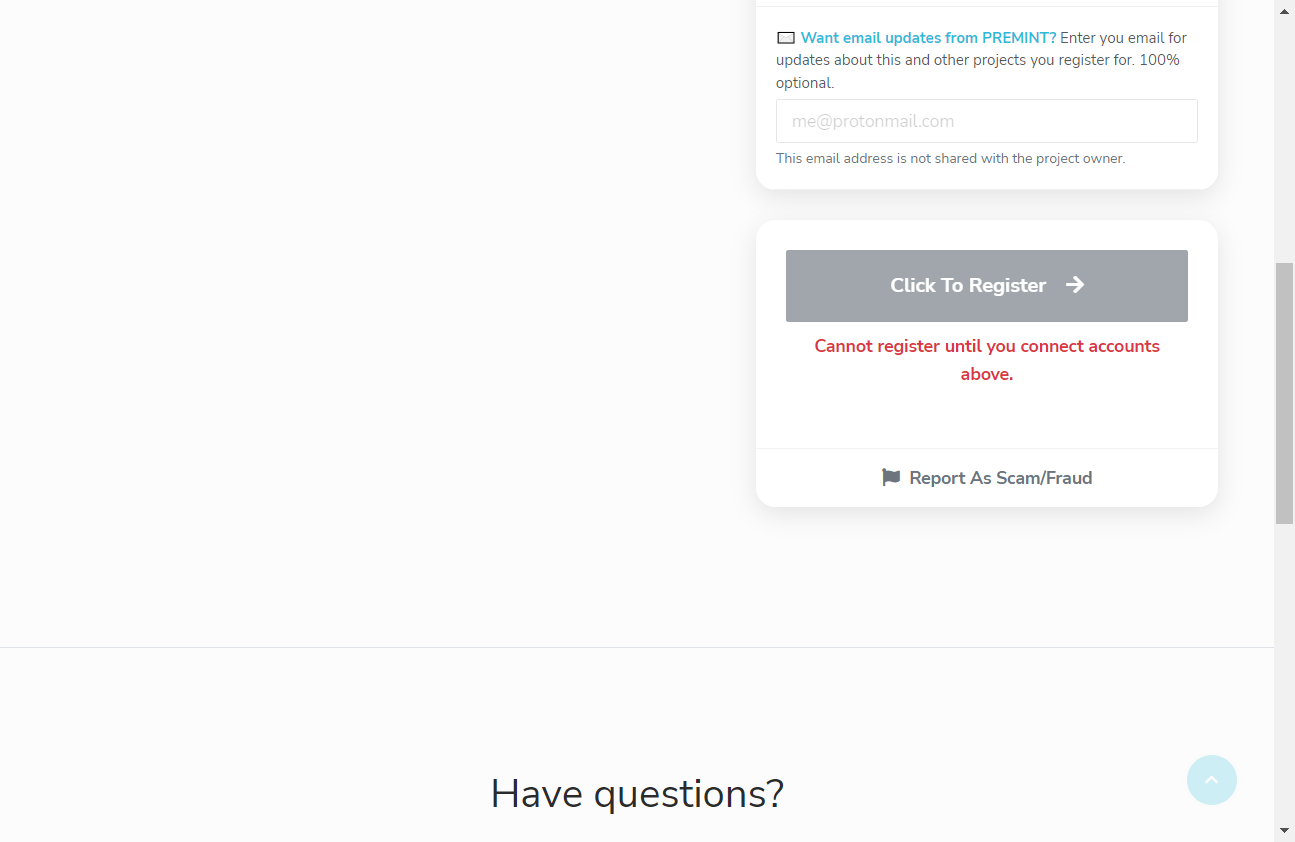 Want email updates from PREMINT? Enter you email for
updates about this and other projects you register for. 100%
optional.
me@protonmail.com
This email address is not shared with the project owner.
Click To Register
Cannot register until you connect accounts
above.
Report As Scam/Fraud
Have questions?